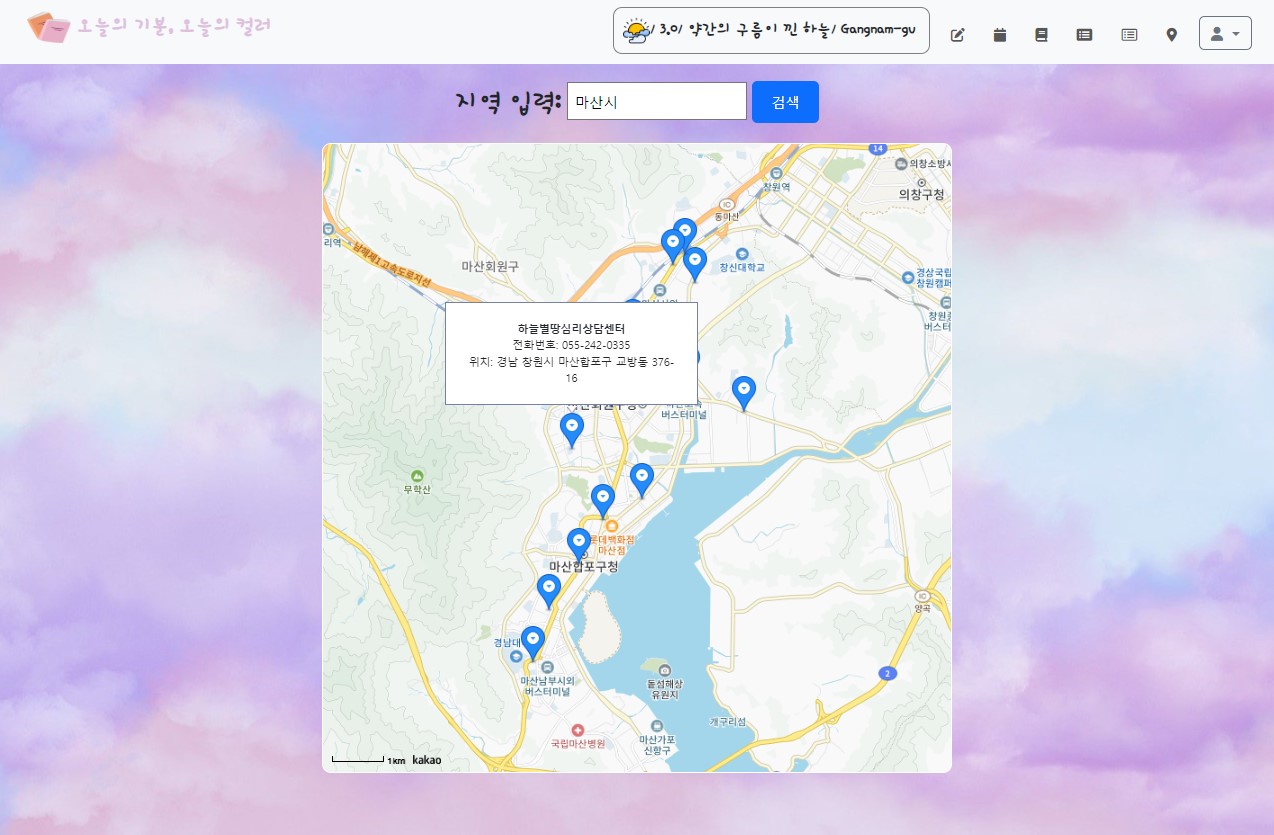 오늘의 기분, 오늘의 컬러
/ 3.0/ 약간의 구름이 낀 하늘/ Gangnam-gu
지역 입력: 마산시 검색
14
의창소방서
창원역
의창구청
IC
동마산
리역
남해제1고속도로지선
마산회원구
창신대학교
경상국립
창원캠퍼
창원종
버스터미
하늘별땅심리상담센터
전화번호: 055-242-0335
위치: 경남 창원시 마산합포구 교방동 376-
16
마산회원구청
버스터미널
무학산
롯데백화점
마산점
마산합포구청
IC
양곡
경남대
2
마산남부시외
버스터미널
돝섬해상
유원지
개구리섬
국립마산병원
마산가포
신항구
1km kakao